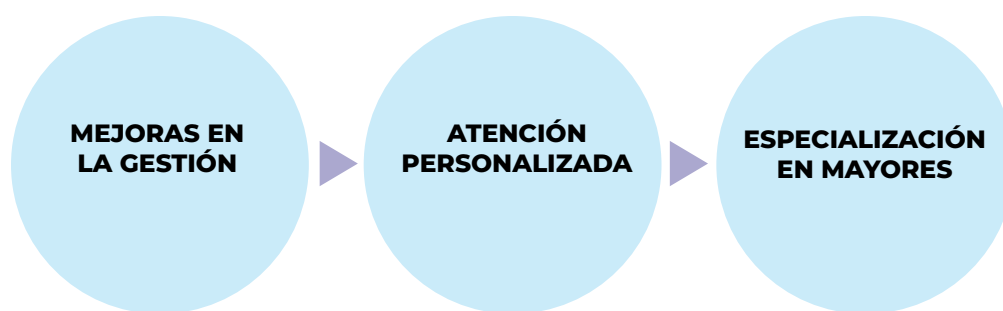 MEJORAS EN
LA GESTIÓN
ATENCIÓN
PERSONALIZADA
ESPECIALIZACIÓN
EN MAYORES